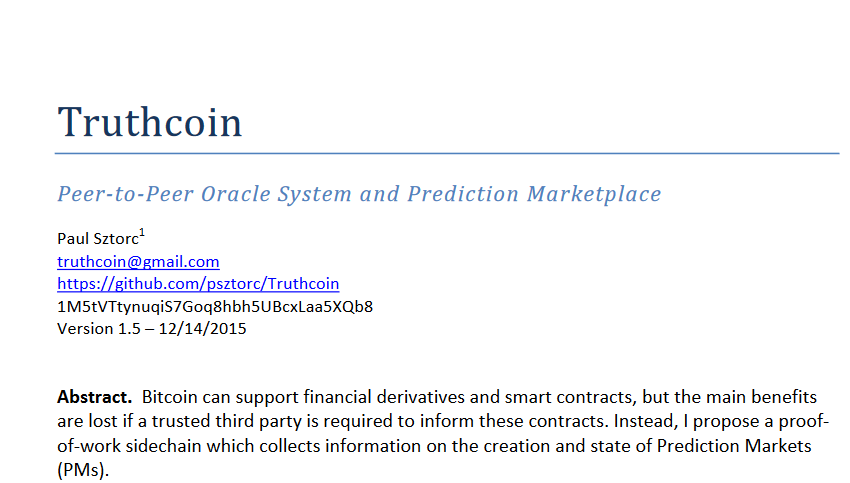 Truthcoin
Peer-to-Peer Oracle System and Prediction Marketplace
Paul Sztorc1
truthcoin@gmail.com
https://github.com/psztorc/Truthcoin
1M5tVTtynuqiS7Goq8hbh5UBcxLaa5XQb8
Version 1.5 – 12/14/2015
Abstract.  Bitcoin can support financial derivatives and smart contracts, but the main benefits
are lost if a trusted third party is required to inform these contracts. Instead, I propose a proof-
of-work sidechain which collects information on the creation and state of Prediction Markets
(PMs).